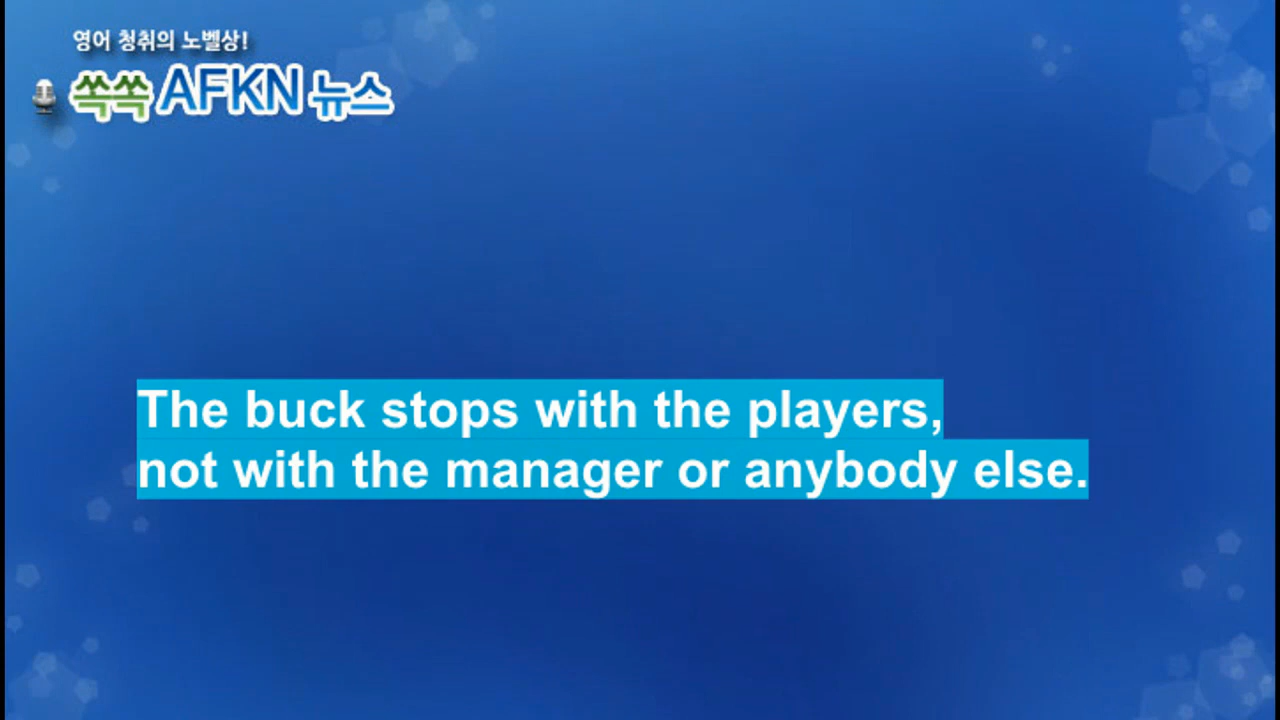 영어 청취의 노벨상!
쏙쏙 AFKN 뉴스
The buck stops with the players,
not with the manager or anybody else.